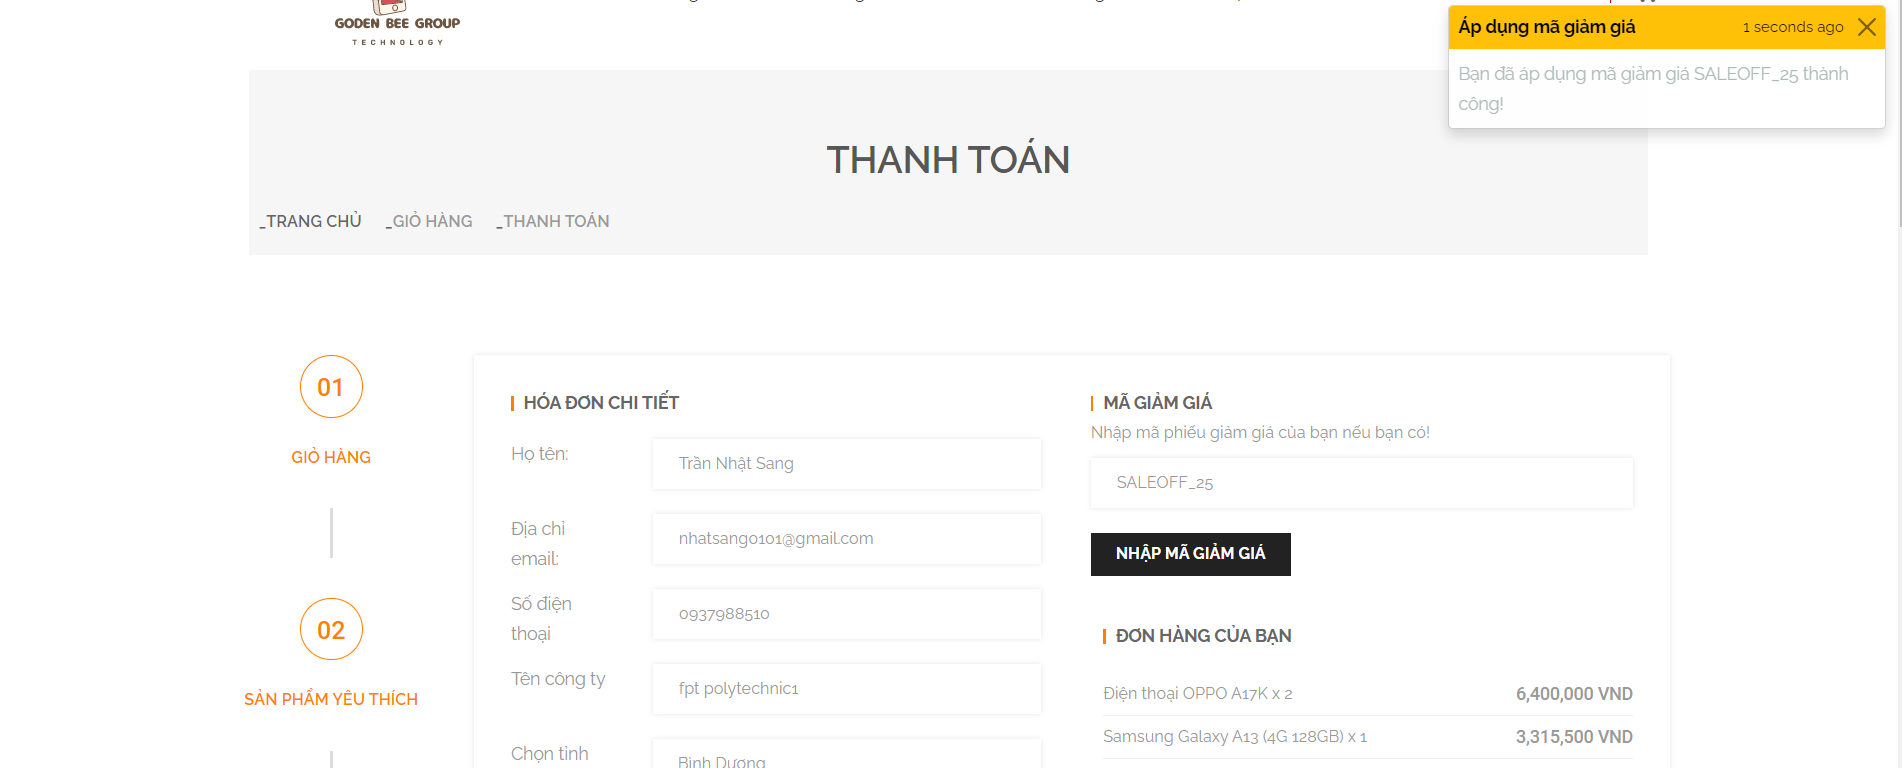 GODEN BEE GROUP
TECHNOLOGY
Áp dụng mã giảm giá
1 seconds ago
Bạn đã áp dụng mã giảm giá SALEOFF_25 thành
công!
THANH TOÁN
_TRANG CHỦ _GIỎ HÀNG _THANH TOÁN
01
GIỎ HÀNG
02
SẢN PHẨM YÊU THÍCH
HÓA ĐƠN CHI TIẾT
Họ tên:
Trần Nhật Sang
Địa chỉ
email:
nhatsang0101@gmail.com
Số điện
thoại
0937988510
Tên công ty
fpt polytechnic1
Chọn tỉnh
Bình Dương
MÃ GIẢM GIÁ
Nhập mã phiếu giảm giá của bạn nếu bạn có!
SALEOFF_25
NHẬP MÃ GIẢM GIÁ
ĐƠN HÀNG CỦA BẠN
Điện thoại OPPO A17K x 2
6,400,000 VND
Samsung Galaxy A13 (4G 128GB) x 1
3,315,500 VND